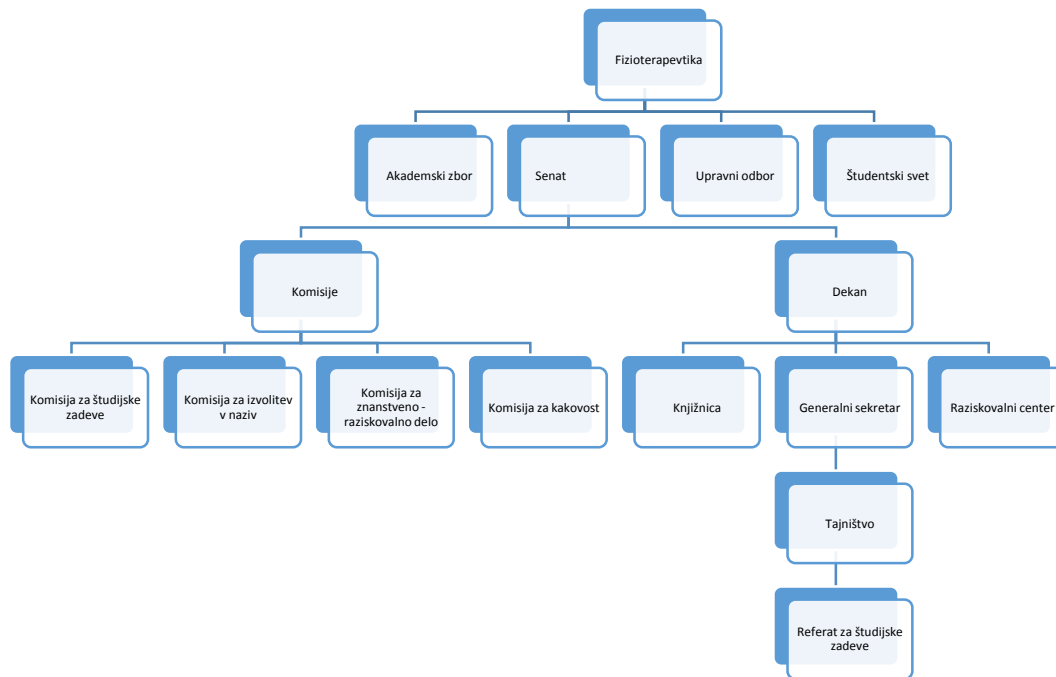 Fizioterapevtika
Akademski zbor
Senat
Upravni odbor
Študentski svet
Komisije
Dekan
Komisija za študijske
zadeve
Komisija za izvolitev
v naziv
Komisija za
znanstveno -
raziskovalno delo
Komisija za kakovost
Knjižnica
Generalni sekretar
Raziskovalni center
Tajništvo
Referat za študijske
zadeve